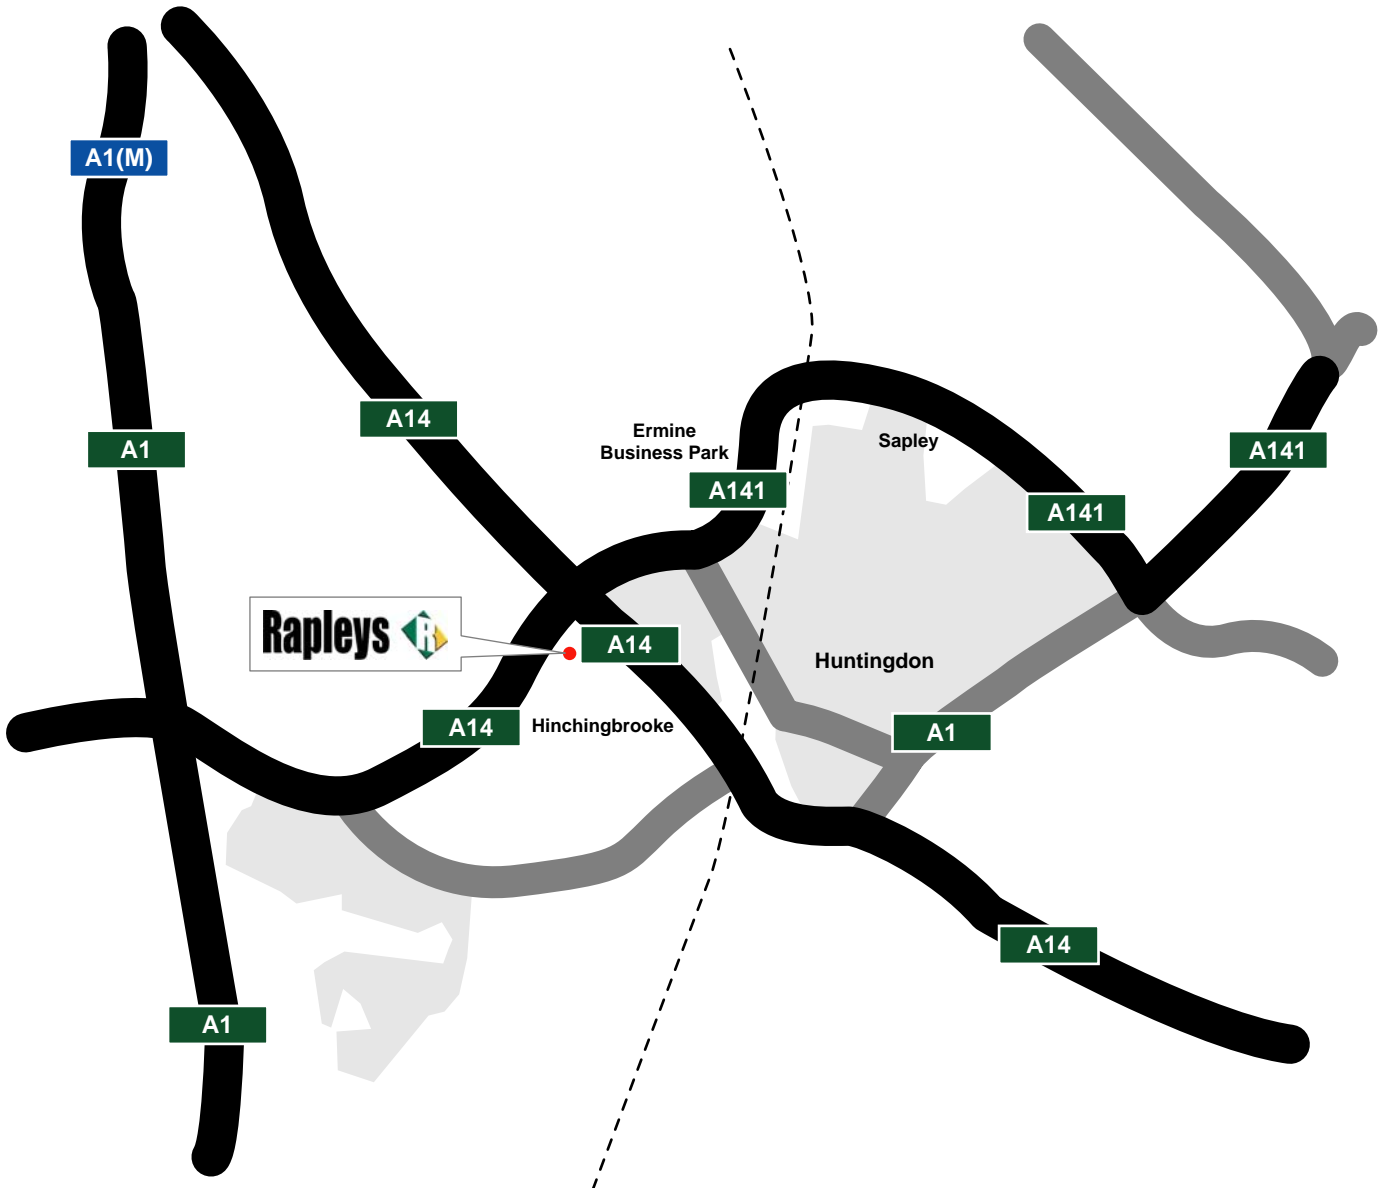 A1(M)
A14
A1
Ermine
Business Park
Sapley
A141
A141
A141
Rapleys R
A14
Huntingdon
A14
Hinchingbrooke
A1
A14
A1